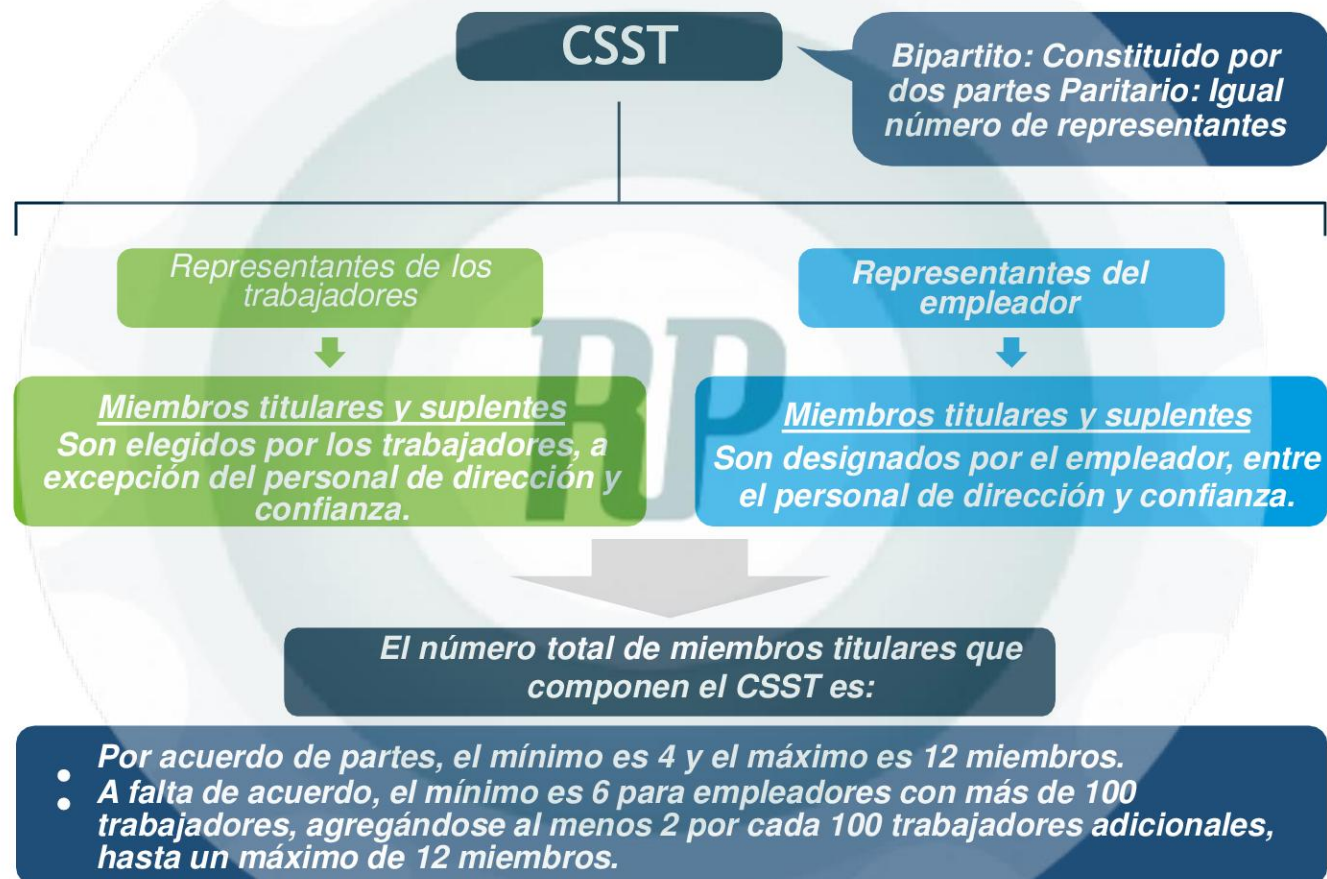 CSST
Bipartito: Constituido por
dos partes Paritario: Igual
número de representantes
Representantes de los
trabajadores
Representantes del
empleador
Miembros titulares y suplentes
Son elegidos por los trabajadores, a
excepción del personal de dirección y
confianza.
Miembros titulares y suplentes
Son designados por el empleador, entre
el personal de dirección y confianza.
RP
El número total de miembros titulares que
componen el CSST es:
• Por acuerdo de partes, el mínimo es 4 y el máximo es 12 miembros.
• A falta de acuerdo, el mínimo es 6 para empleadores con más de 100
trabajadores, agregándose al menos 2 por cada 100 trabajadores adicionales,
hasta un máximo de 12 miembros.